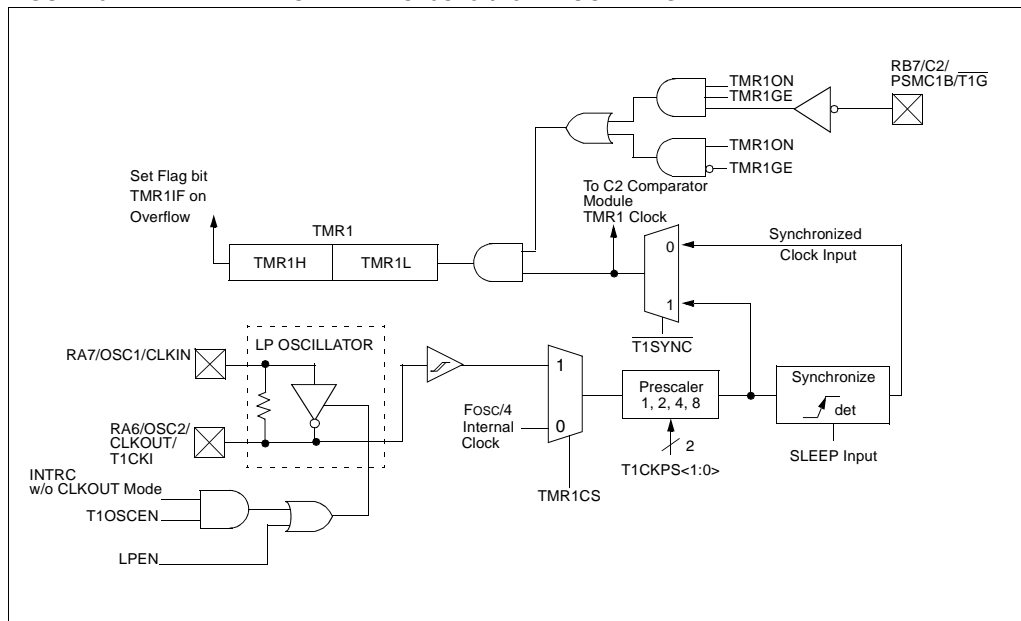 RB7/C2/
PSMC1B/T1G
TMR1ON
TMR1GE
TMR1ON
TMR1GE
Set Flag bit
TMR1IF on
Overflow
To C2 Comparator
Module
TMR1 Clock
TMR1
TMR1H
TMR1L
0
1
Synchronized
Clock Input
T1SYNC
RA7/OSC1/CLKIN
LP OSCILLATOR
RA6/OSC2/
CLKOUT/
T1CKI
FOSC/4
Internal
Clock
1
0
TMR1CS
Prescaler
1, 2, 4, 8
2
T1CKPS<1:0>
Synchronize
det
SLEEP Input
INTRC
w/o CLKOUT Mode
T1OSCEN
LPEN